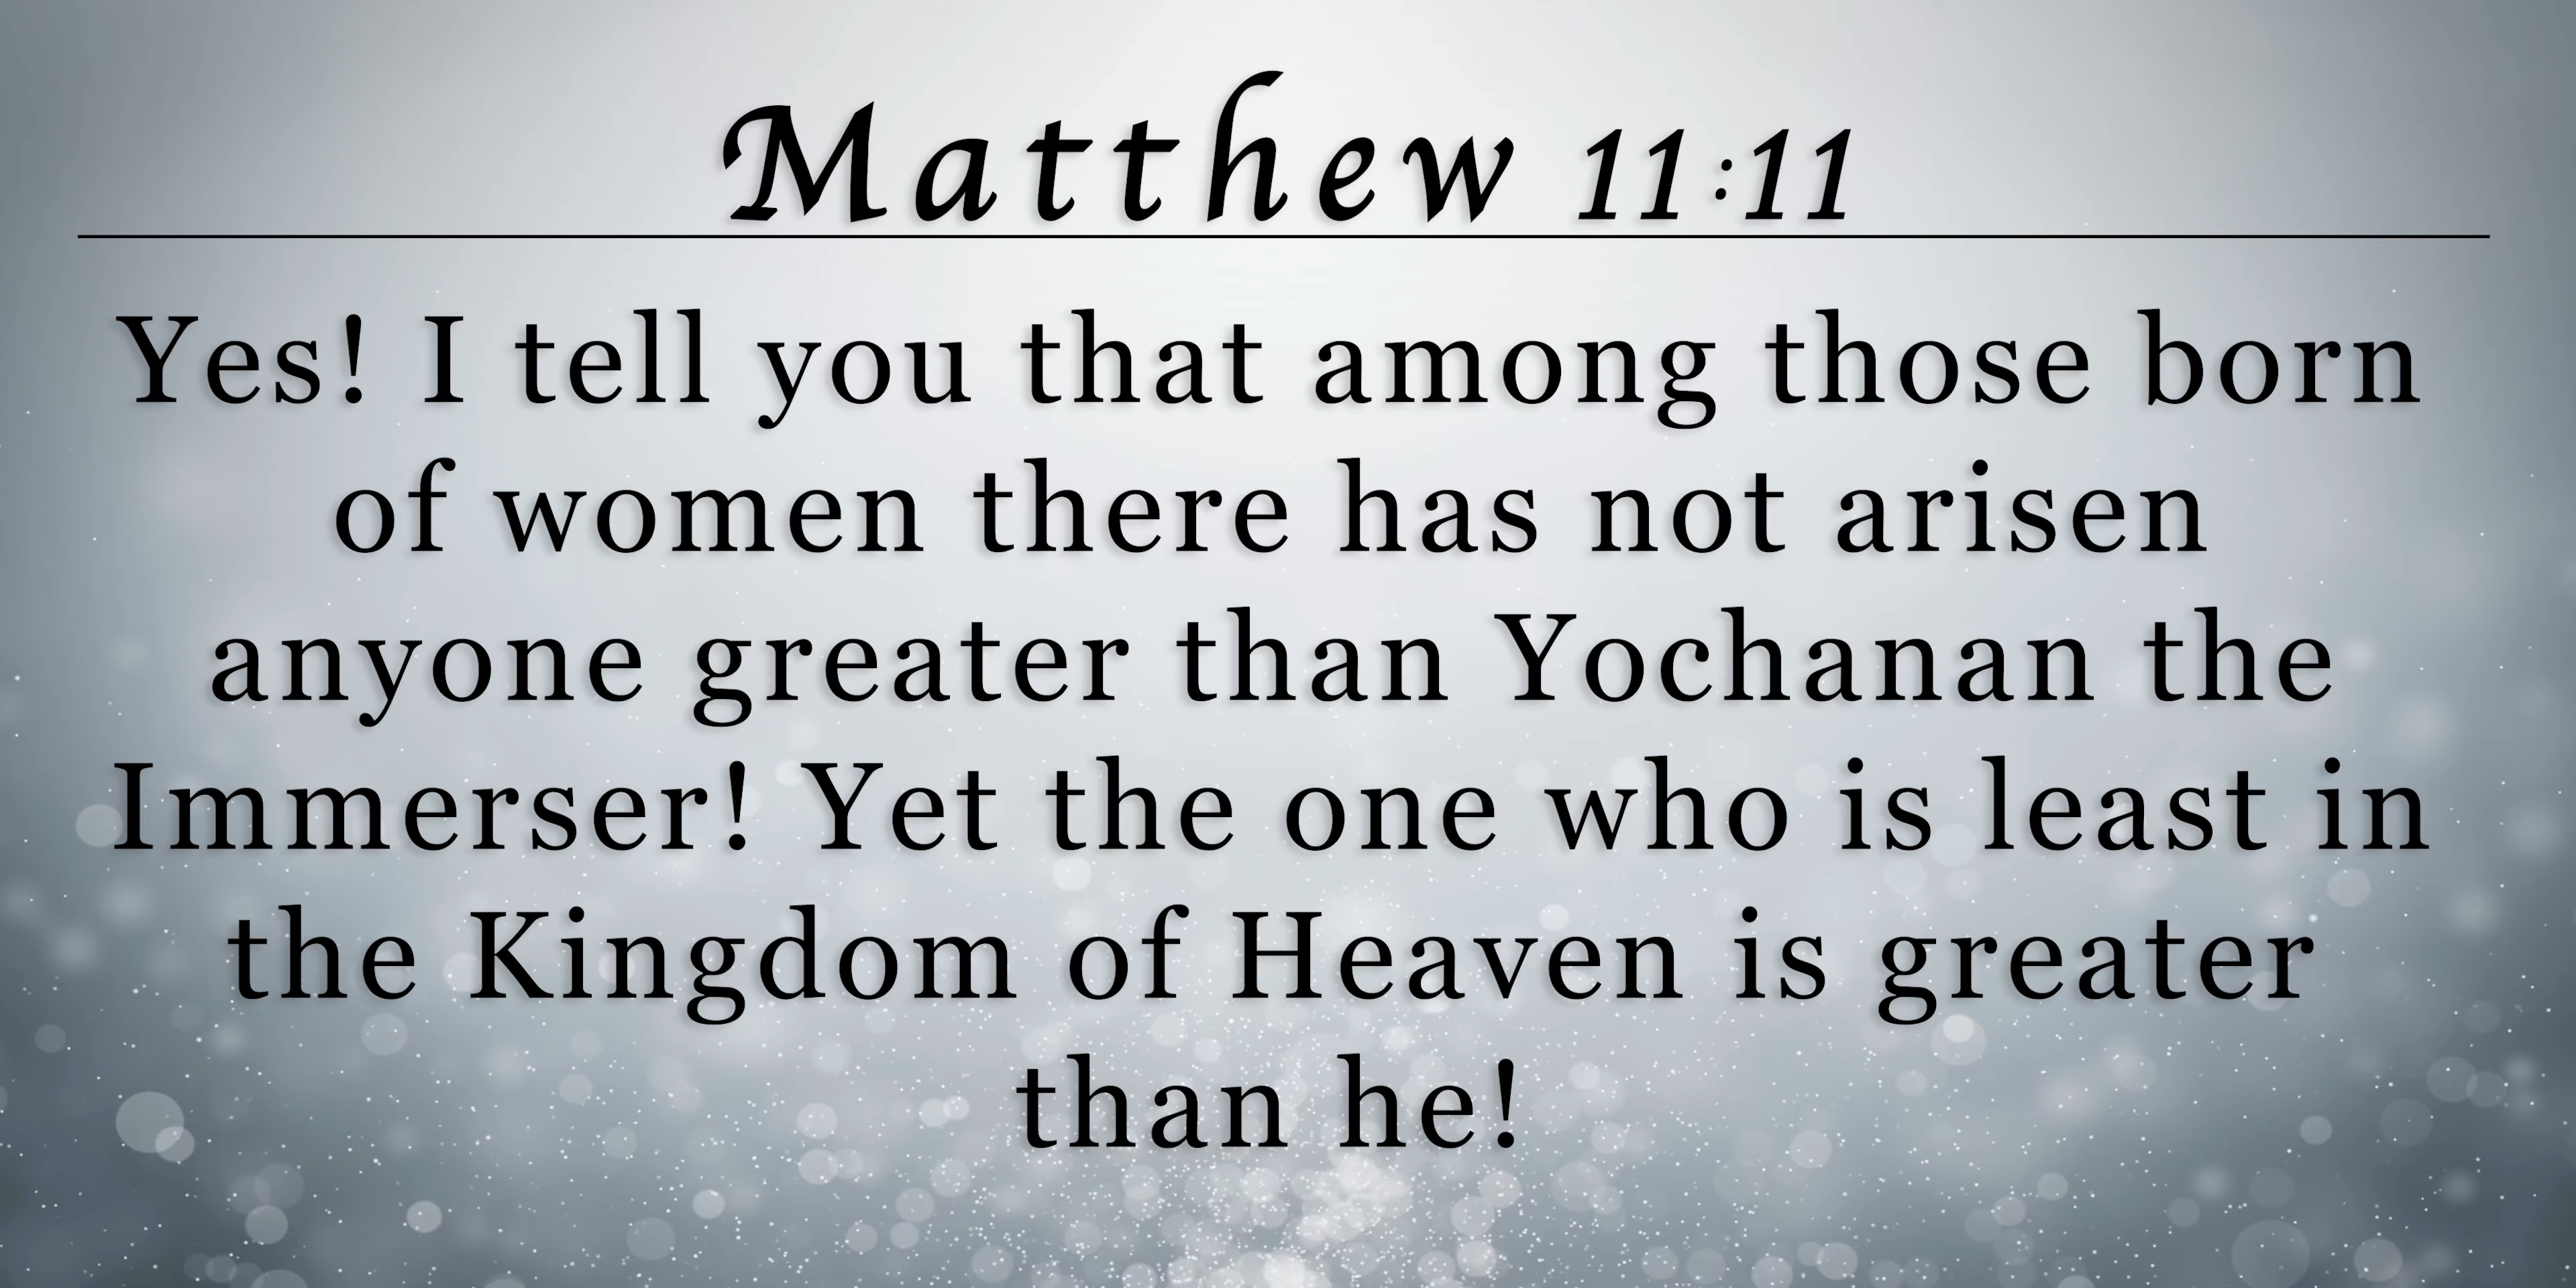 Matthew 11:11
Yes! I tell you that among those born
of women there has not arisen
anyone greater than Yochanan the
Immerser! Yet the one who is least in
the Kingdom of Heaven is greater
than he!